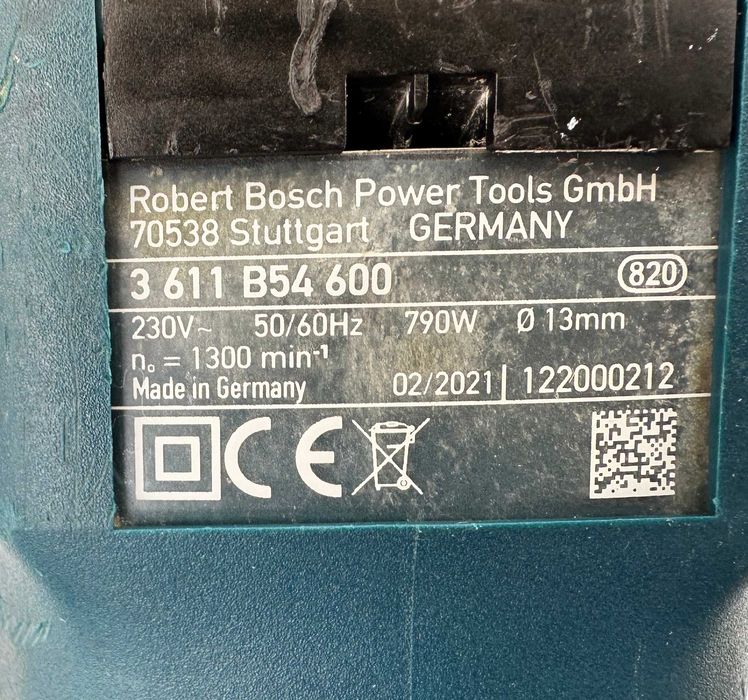 Robert Bosch Power Tools GmbH
70538 Stuttgart GERMANY
3 611 B54 600 820
230V~ 50/60Hz 790W Ø 13mm
n₀ = 1300 min⁻¹
Made in Germany 02/2021 | 122000212
CE